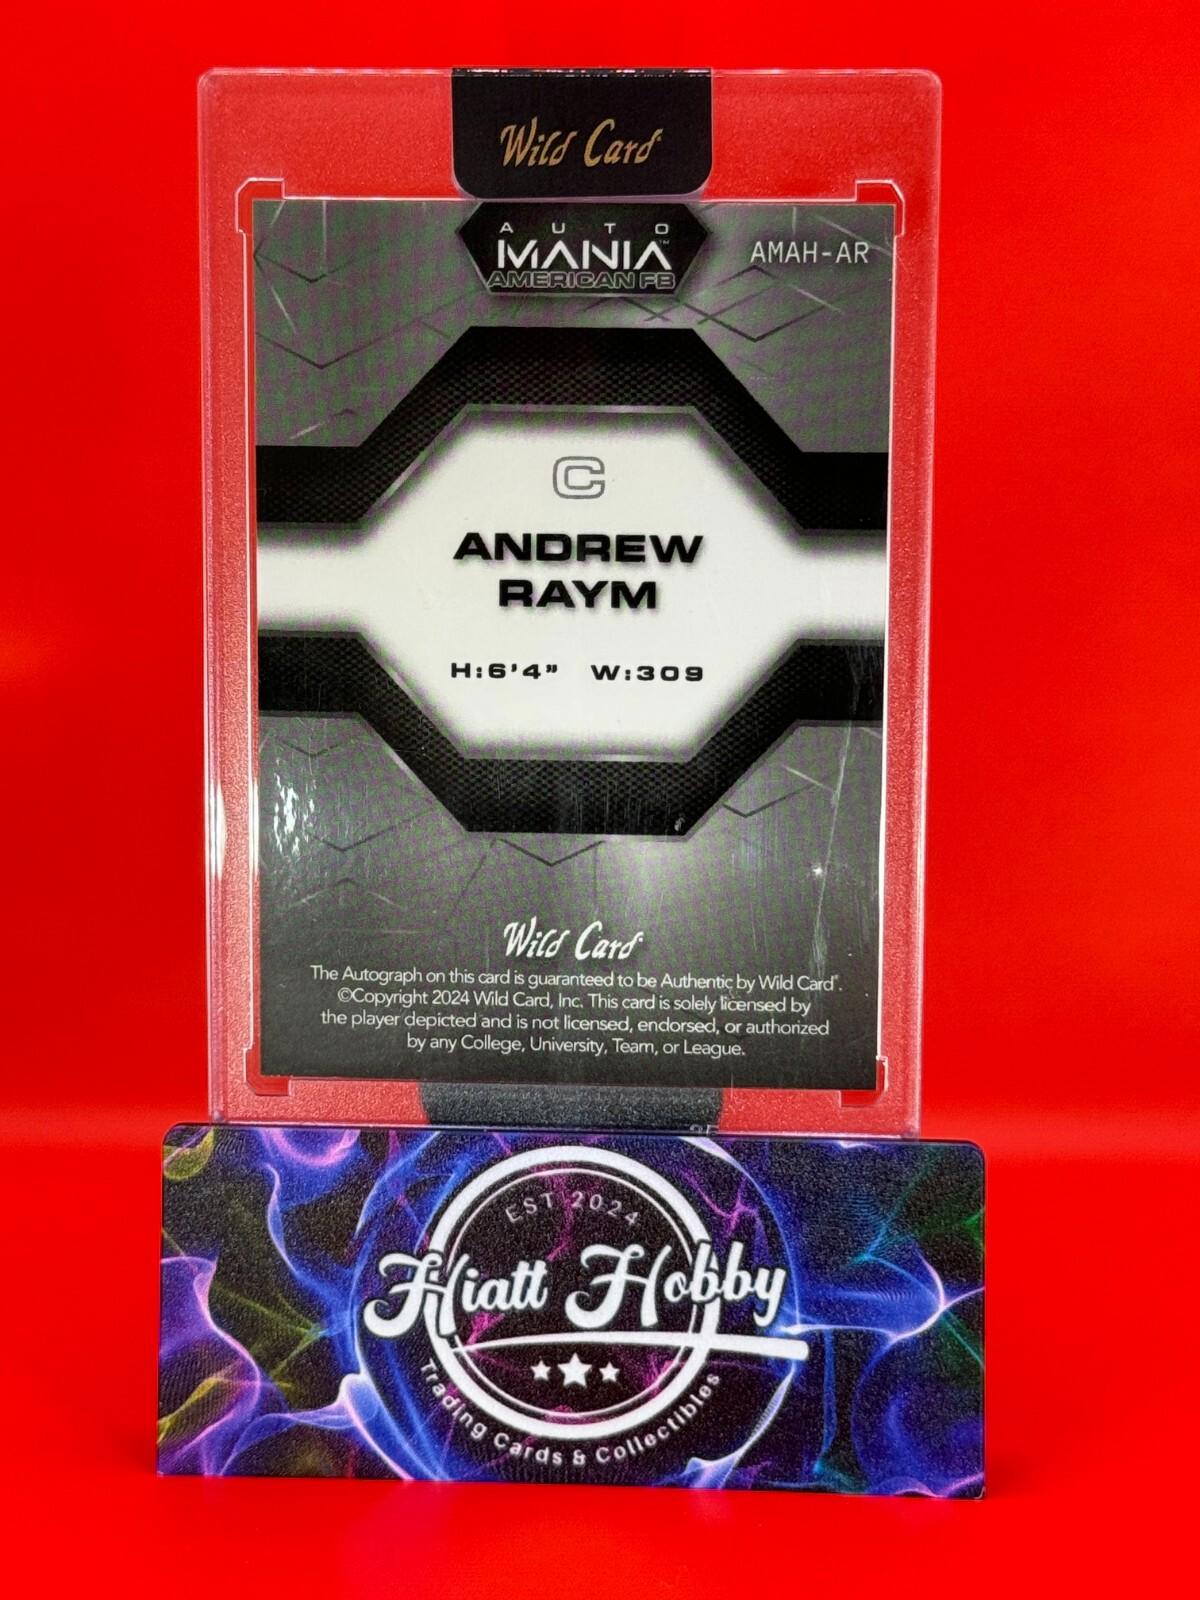 Wild Card
AUTO
MANIA™
AMERICAN FB
AMAH-AR
C
ANDREW
RAYM
H:6'4" W:309
Wild Card
The Autograph on this card is guaranteed to be Authentic by Wild Card®.
©Copyright 2024 Wild Card, Inc. This card is solely licensed by
the player depicted and is not licensed, endorsed, or authorized
by any College, University, Team, or League.
EST 2024
Hiatt Hobby
Trading Cards & Collectibles